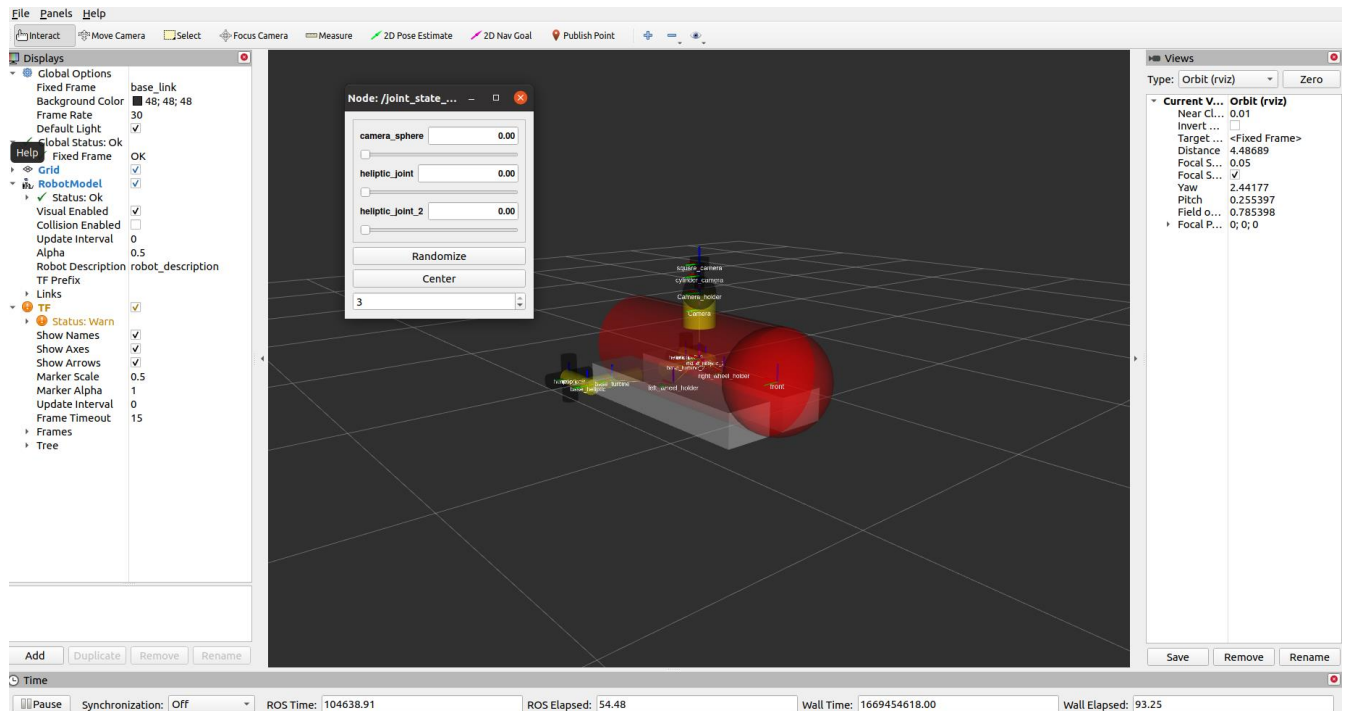 File Panels Help
Interact Move Camera Select Focus Camera Measure 2D Pose Estimate 2D Nav Goal Publish Point
Displays
Global Options
Fixed Frame base_link
Background Color 48; 48; 48
Frame Rate 30
Default Light
Global Status: Ok
Help
Fixed Frame OK
Grid
RobotModel
Status: Ok
Visual Enabled
Collision Enabled
Update Interval 0
Alpha 0.5
Robot Description robot_description
TF Prefix
Links
TF
Status: Warn
Show Names
Show Axes
Show Arrows
Marker Scale 0.5
Marker Alpha 1
Update Interval 0
Frame Timeout 15
Frames
Tree
Add Duplicate Remove Rename
Node: /joint_state_...
camera_sphere 0.00
heliptic_joint 0.00
heliptic_joint_2 0.00
Randomize
Center
3
square_camera
cylinder_camera
Camera_holder
Camera
right_wheel_holder
left_wheel_holder
front
base_turbine
base_heliptic
Views
Type: Orbit (rviz) Zero
Current V... Orbit (rviz)
Near Cl... 0.01
Invert ...
Target ... <Fixed Frame>
Distance 4.48689
Focal S... 0.05
Focal S...
Yaw 2.44177
Pitch 0.255397
Field o... 0.785398
Focal P... 0; 0; 0
Save Remove Rename
Time
Pause Synchronization: Off ROS Time: 104638.91 ROS Elapsed: 54.48 Wall Time: 1669454618.00 Wall Elapsed: 93.25